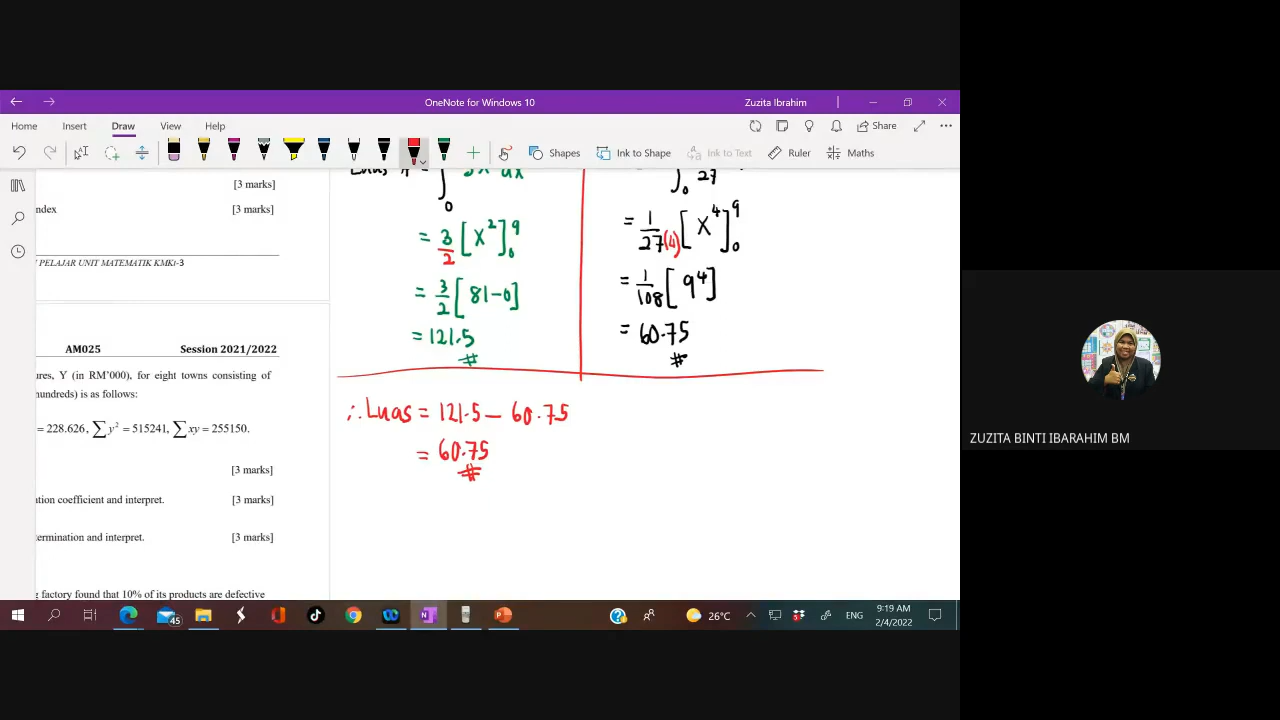 OneNote for Windows 10
Zuzita Ibrahim
Home Insert Draw View Help
Share
Shapes Ink to Shape Ink to Text Ruler Maths
[3 marks]
ndex [3 marks]
PELAJAR UNIT MATEMATIK KMKt-3
AM025 Session 2021/2022
ures, Y (in RM'000), for eight towns consisting of
hundreds) is as follows:
= 228.626, ∑y² = 515241, ∑xy = 255150.
[3 marks]
ation coefficient and interpret. [3 marks]
termination and interpret. [3 marks]
g factory found that 10% of its products are defective
∫₀
= 3/2 [x²]₀⁹
= 3/2 [81-0]
= 121.5
∫₀ 27
= 1/27(4) [x⁴]₀⁹
= 1/108 [9⁴]
= 60.75
∴ Luas = 121.5 - 60.75
= 60.75
ZUZITA BINTI IBARAHIM BM
45
26°C
5
ENG
9:19 AM
2/4/2022